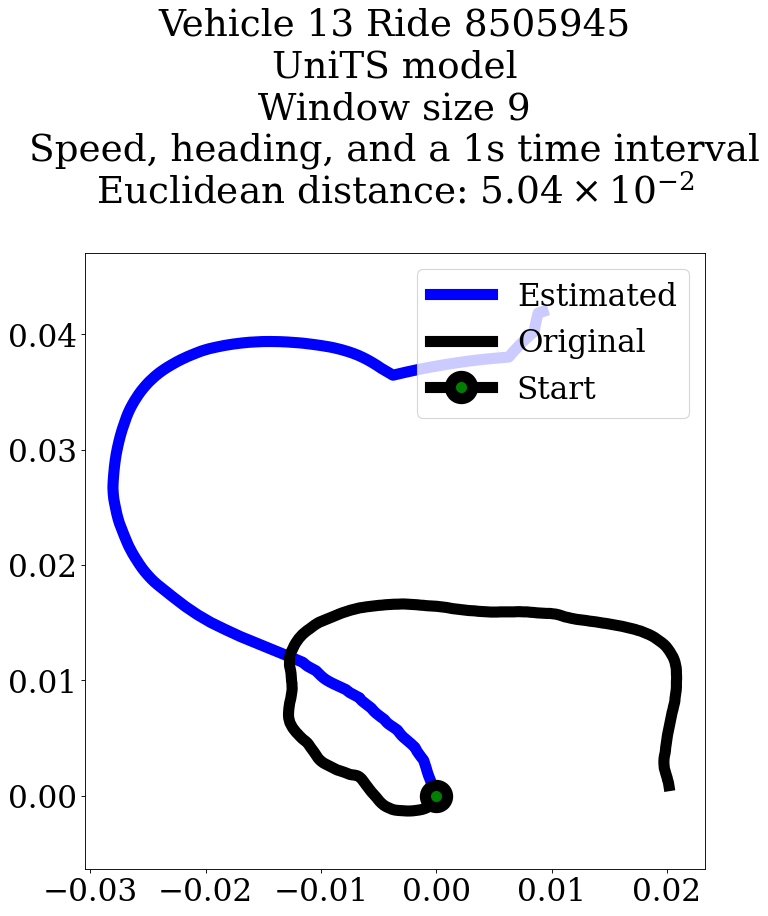 Vehicle 13 Ride 8505945
UniTS model
Window size 9
Speed, heading, and a 1s time interval
Euclidean distance: 5.04 × 10⁻²
Estimated
Original
Start
0.04
0.03
0.02
0.01
0.00
−0.03 −0.02 −0.01 0.00 0.01 0.02